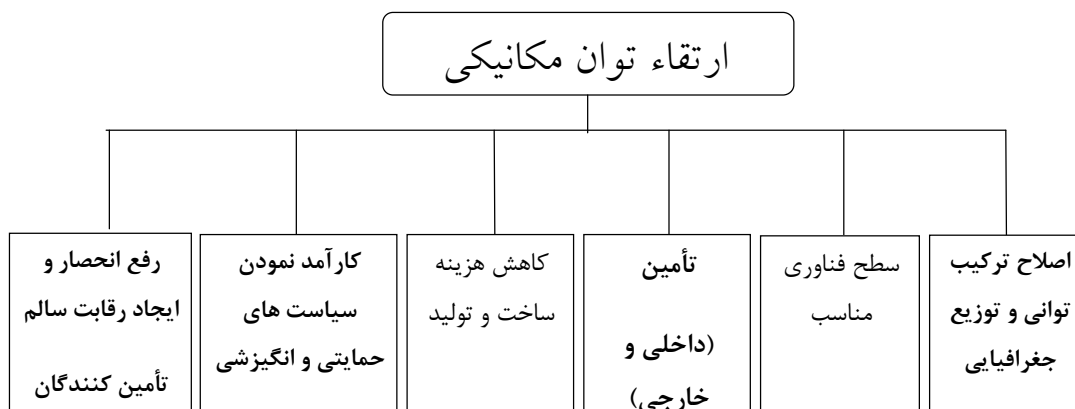 ارتقاء توان مکانیکی
اصلاح ترکیب
توانی و توزیع
جغرافیایی
سطح فناوری
مناسب
تأمین
(داخلی و
خارجی)
کاهش هزینه
ساخت و تولید
کارآمد نمودن
سیاست های
حمایتی و انگیزشی
رفع انحصار و
ایجاد رقابت سالم
تأمین کنندگان